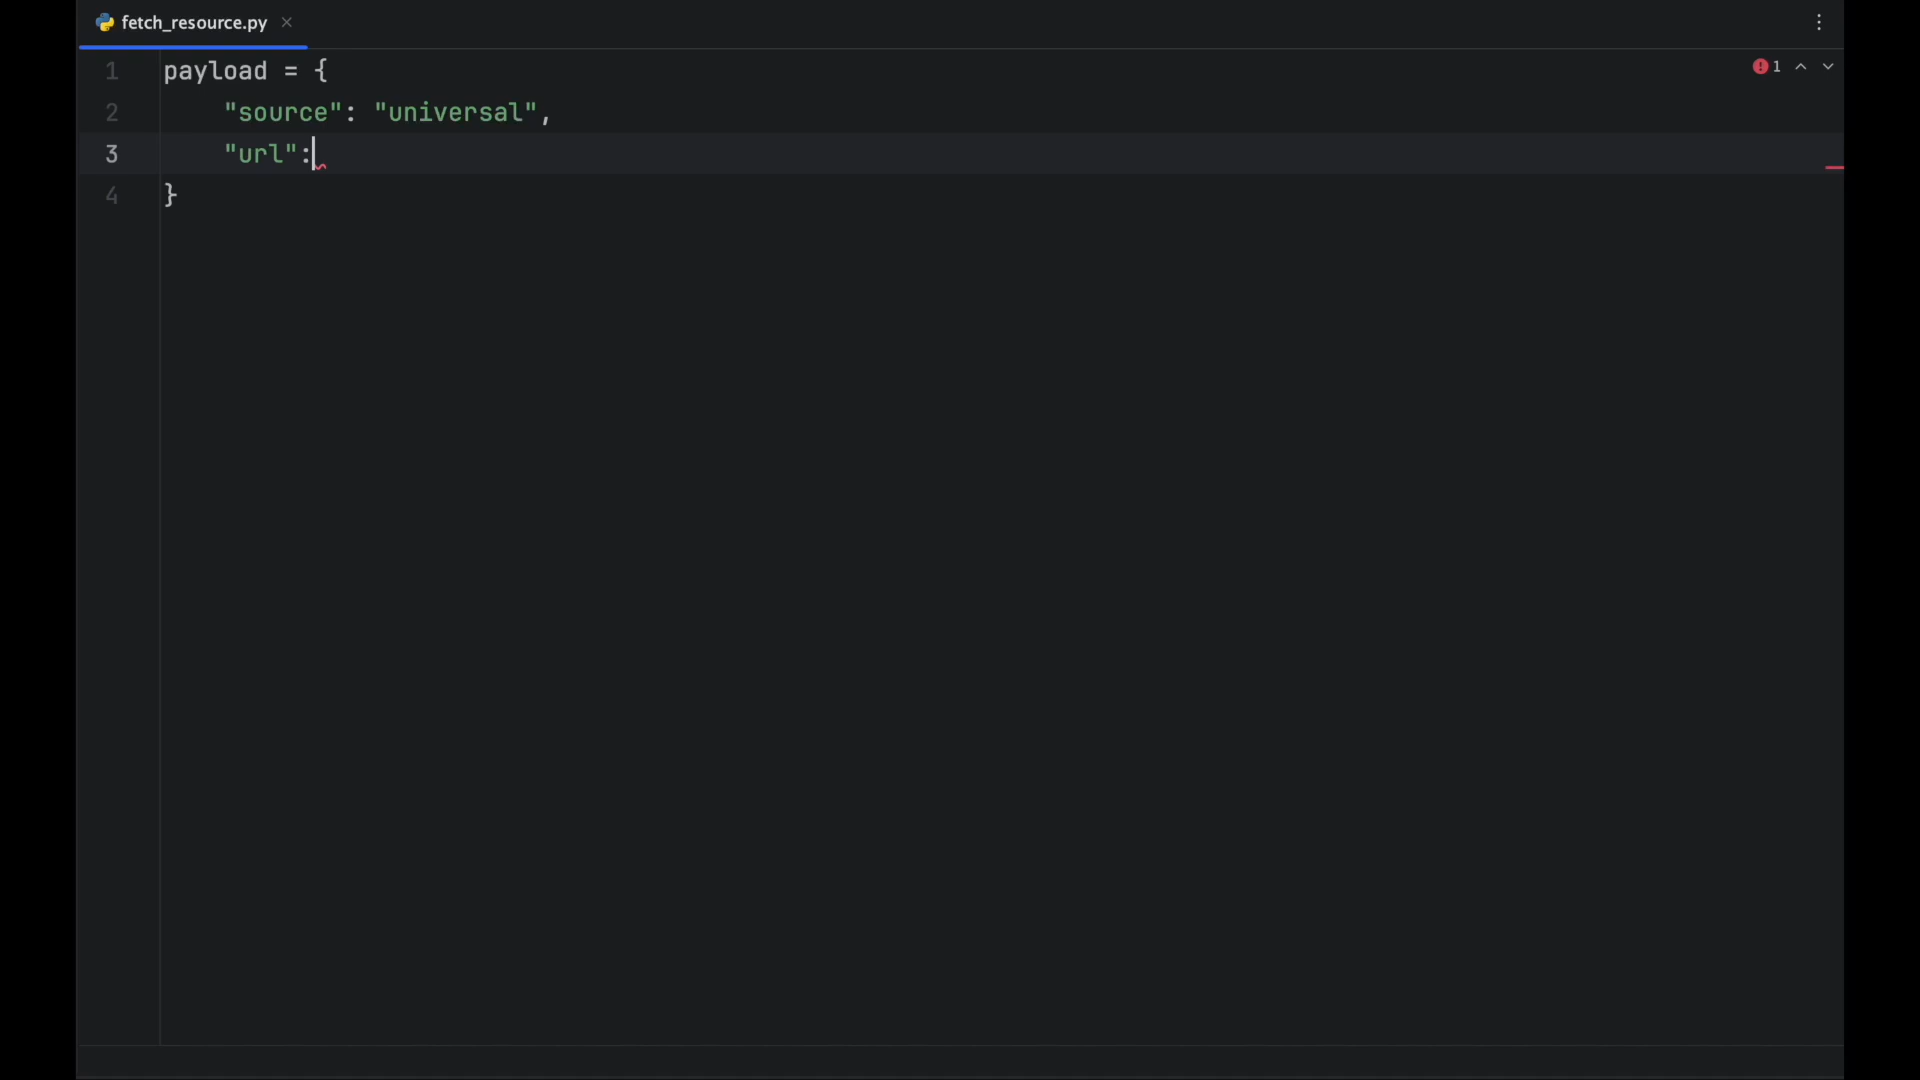 fetch_resource.py
1
1 payload = {
2 "source": "universal",
3 "url":
4 }